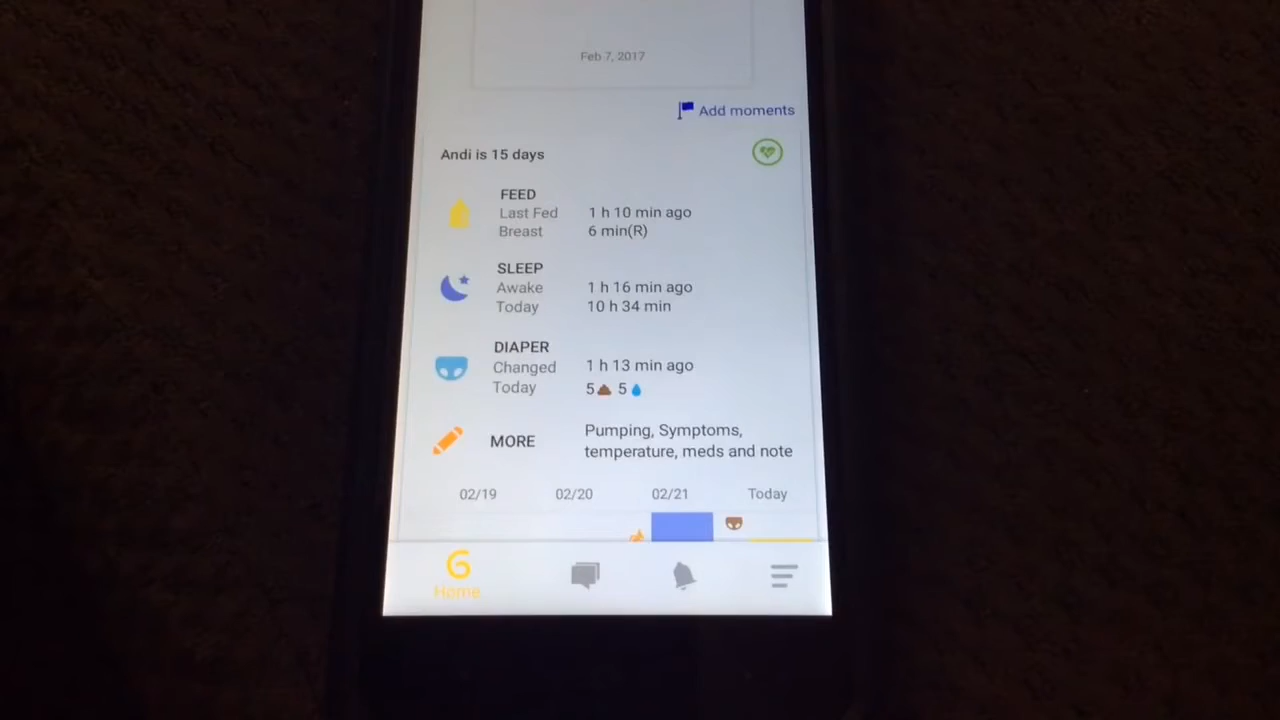 Feb 7, 2017
Add moments
Andi is 15 days
FEED
Last Fed 1 h 10 min ago
Breast 6 min(R)
SLEEP
Awake 1 h 16 min ago
Today 10 h 34 min
DIAPER
Changed 1 h 13 min ago
Today 5 5
MORE
Pumping, Symptoms,
temperature, meds and note
02/19 02/20 02/21 Today
Home